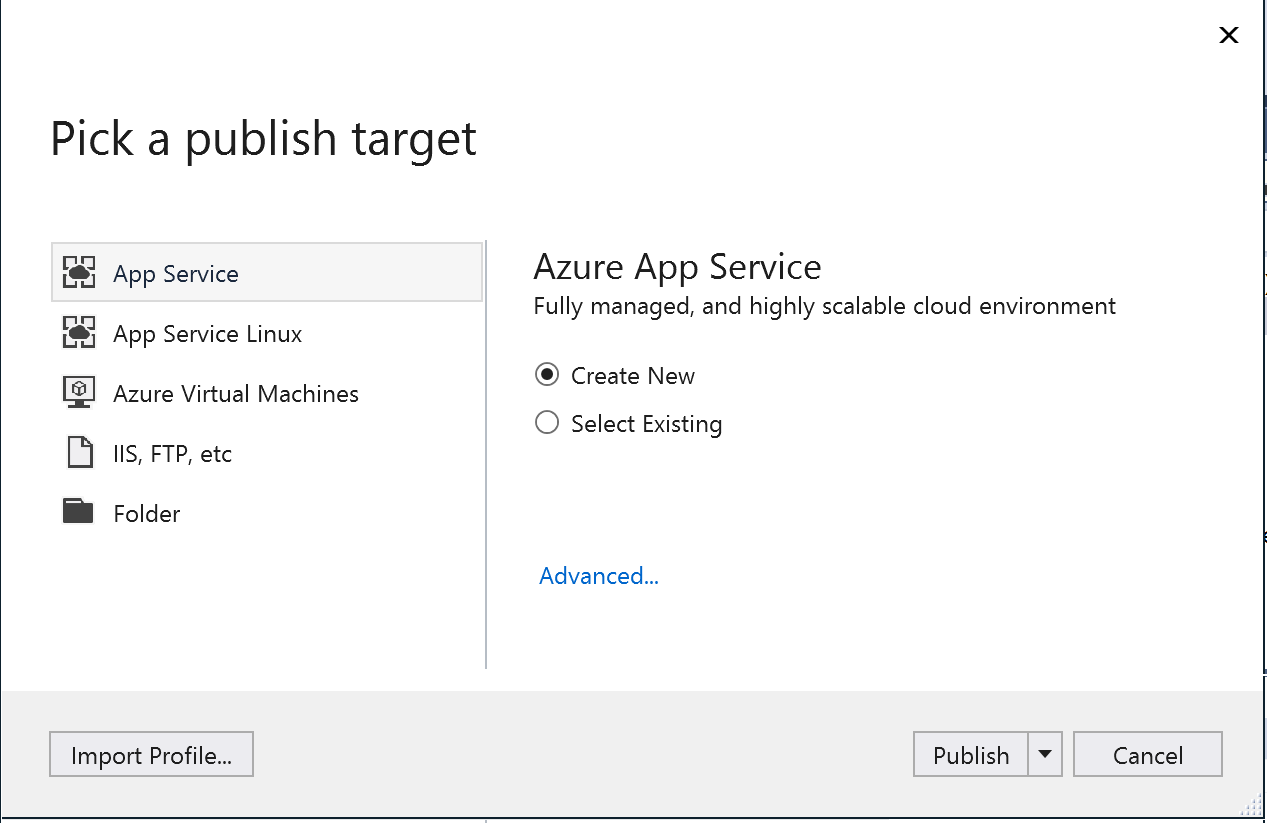 Pick a publish target
App Service
App Service Linux
Azure Virtual Machines
IIS, FTP, etc
Folder
Azure App Service
Fully managed, and highly scalable cloud environment
Create New
Select Existing
Advanced...
Import Profile...
Publish
Cancel